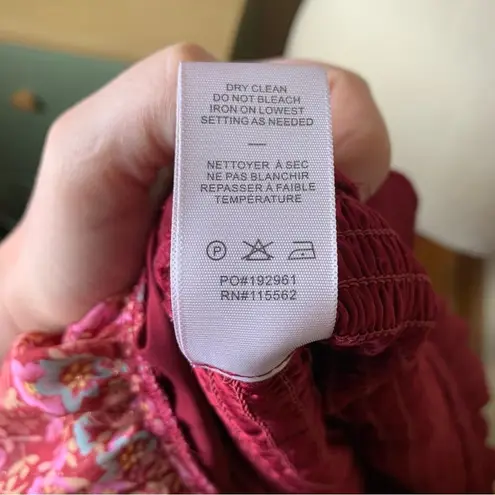 DRY CLEAN
DO NOT BLEACH
IRON ON LOWEST
SETTING AS NEEDED
—
NETTOYER À SEC
NE PAS BLANCHIR
REPASSER À FAIBLE
TEMPÉRATURE
P
PO#192961
RN#115562